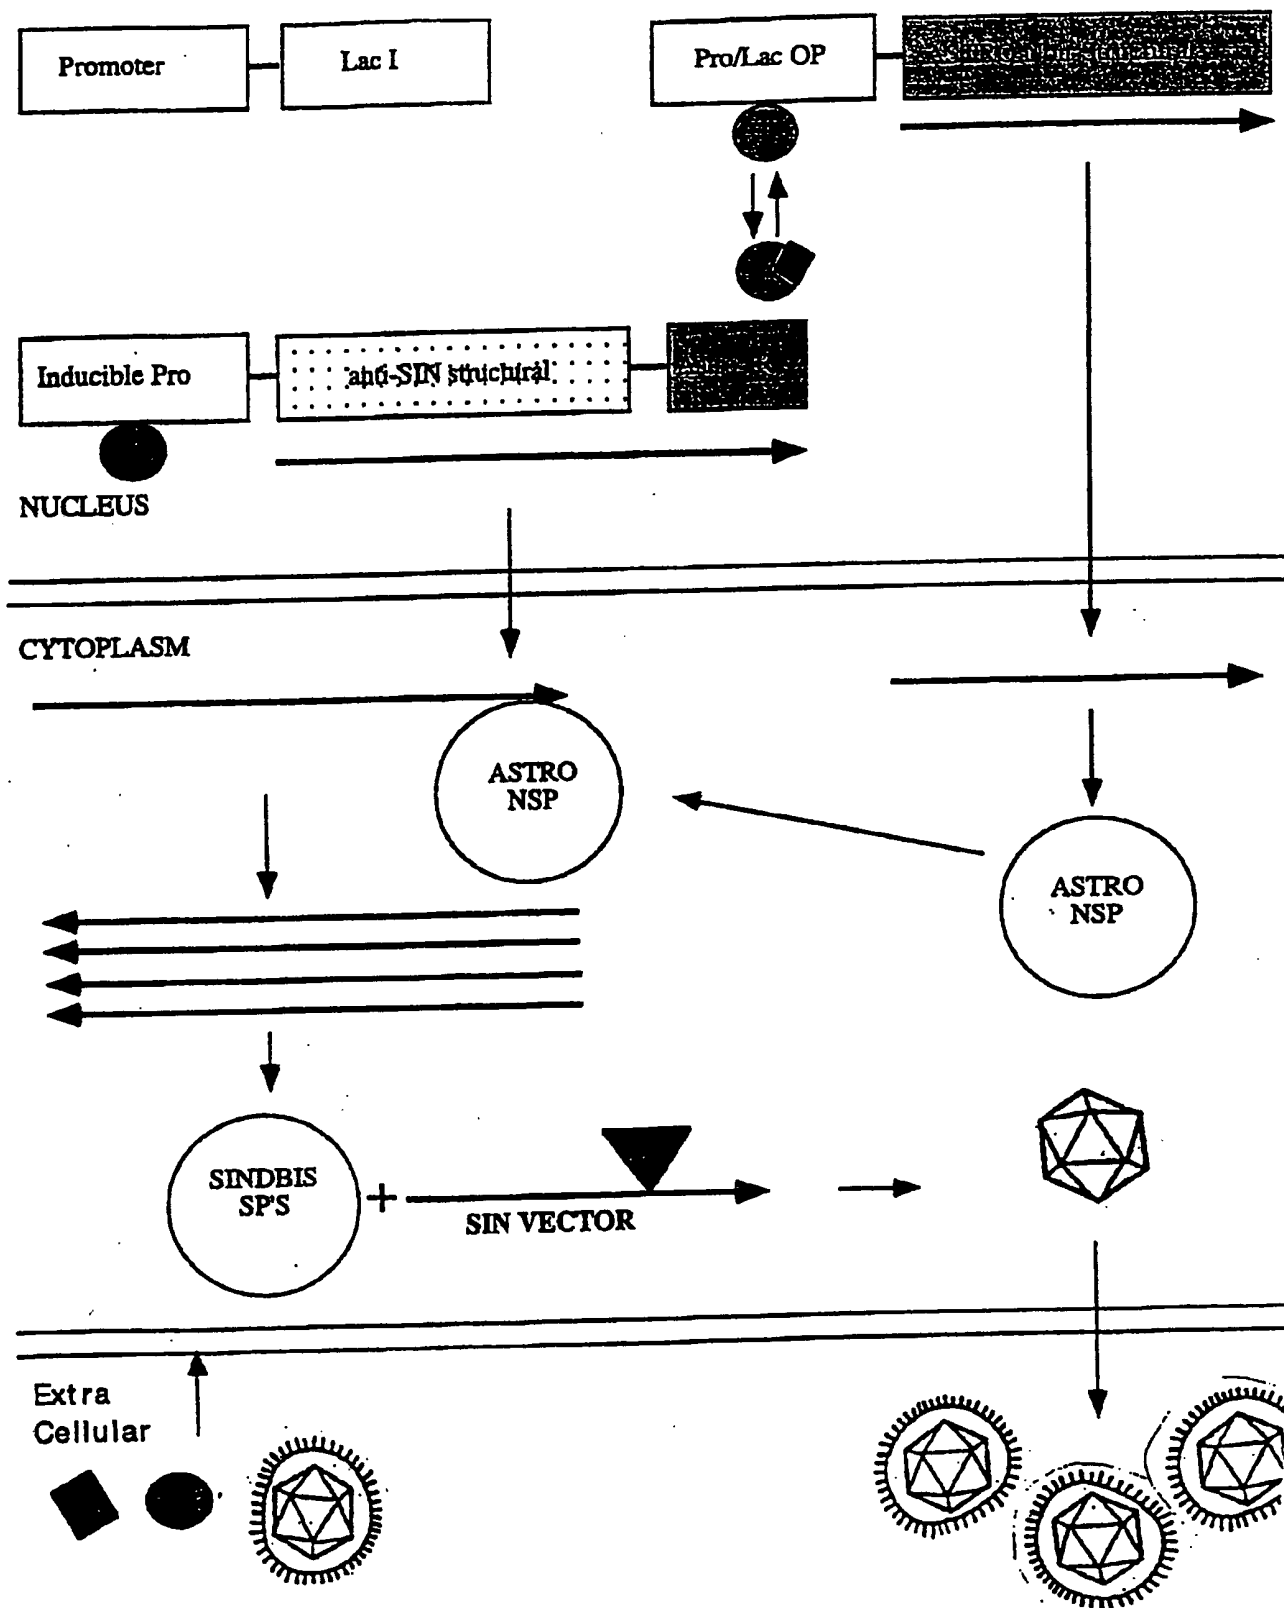 Promoter
Lac I
Pro/Lac OP
Inducible Pro
anti-SIN structural
NUCLEUS
CYTOPLASM
ASTRO
NSP
ASTRO
NSP
SINDBIS
SP'S
+
SIN VECTOR
Extra
Cellular